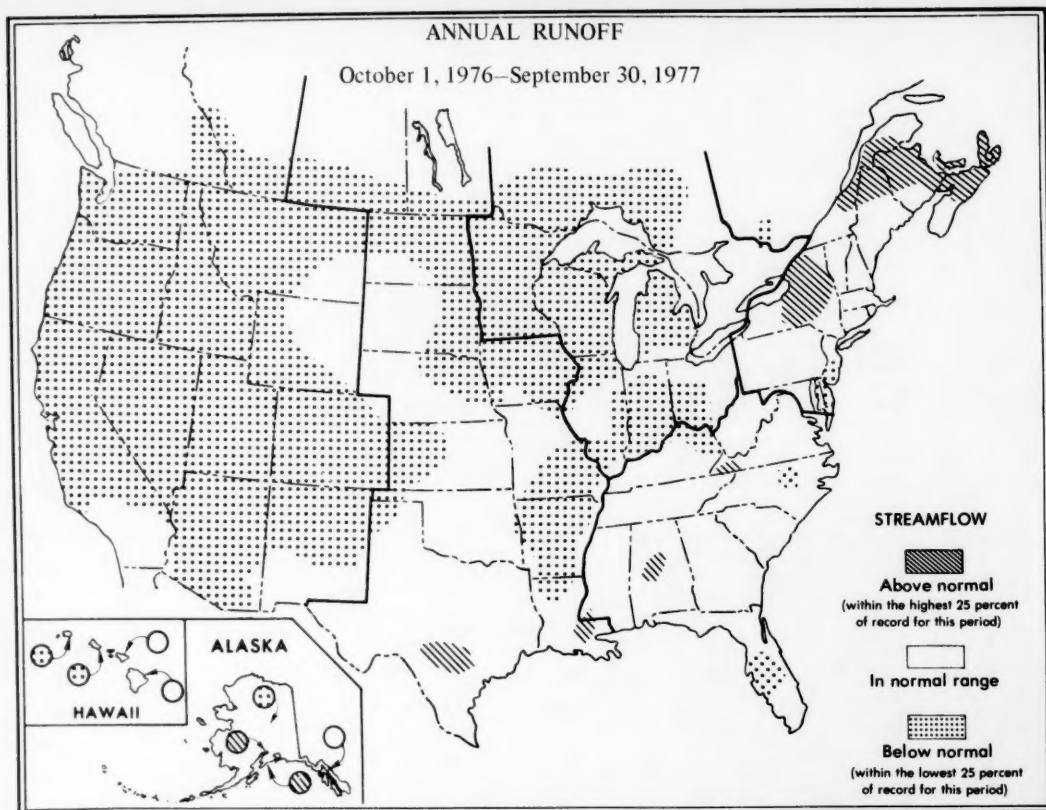 ANNUAL RUNOFF
October 1, 1976–September 30, 1977
STREAMFLOW
Above normal
(within the highest 25 percent
of record for this period)
In normal range
Below normal
(within the lowest 25 percent
of record for this period)
ALASKA
HAWAII